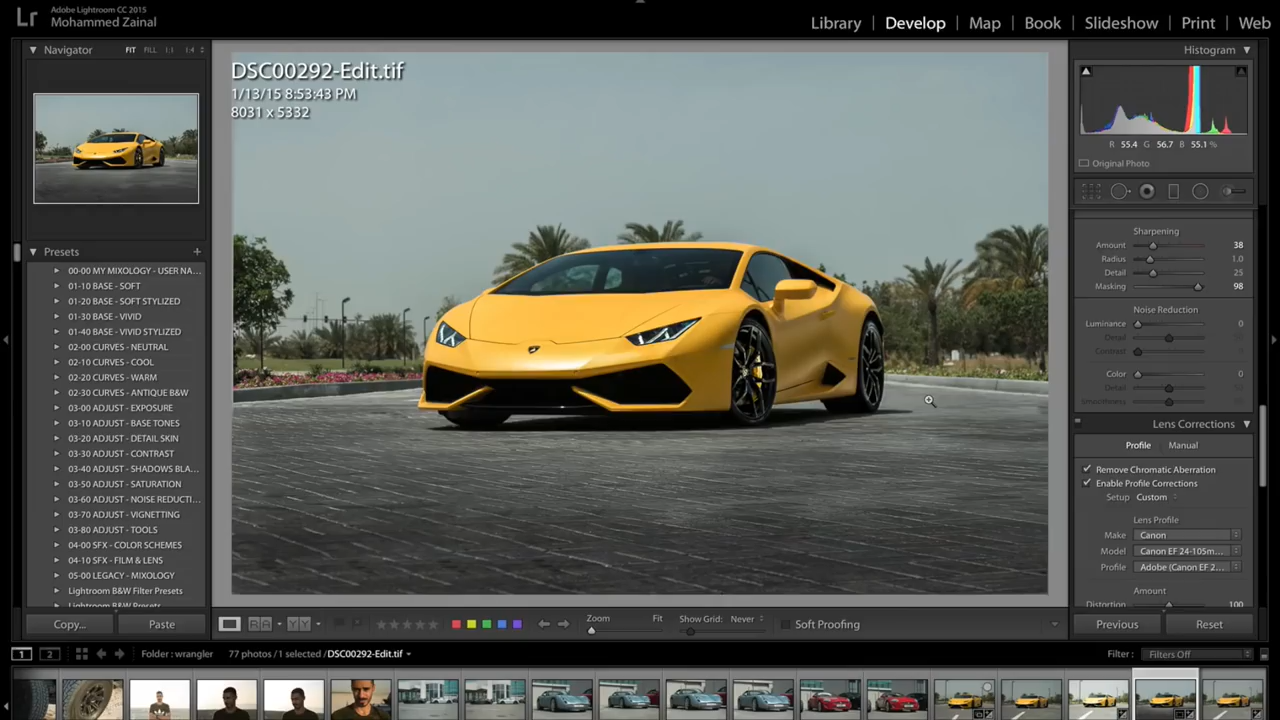 Lr
Adobe Lightroom CC 2015
Mohammed Zainal
Library | Develop | Map | Book | Slideshow | Print | Web
Navigator FIT FILL 1:1 1:4
Presets +
00-00 MY MIXOLOGY - USER NA...
01-10 BASE - SOFT
01-20 BASE - SOFT STYLIZED
01-30 BASE - VIVID
01-40 BASE - VIVID STYLIZED
02-00 CURVES - NEUTRAL
02-10 CURVES - COOL
02-20 CURVES - WARM
02-30 CURVES - ANTIQUE B&W
03-00 ADJUST - EXPOSURE
03-10 ADJUST - BASE TONES
03-20 ADJUST - DETAIL SKIN
03-30 ADJUST - CONTRAST
03-40 ADJUST - SHADOWS BLA...
03-50 ADJUST - SATURATION
03-60 ADJUST - NOISE REDUCTI...
03-70 ADJUST - VIGNETTING
03-80 ADJUST - TOOLS
04-00 SFX - COLOR SCHEMES
04-10 SFX - FILM & LENS
05-00 LEGACY - MIXOLOGY
Lightroom B&W Filter Presets
Lightroom B&W Presets
Copy... Paste
DSC00292-Edit.tif
1/13/15 8:53:43 PM
8031 x 5332
Zoom Fit Show Grid: Never Soft Proofing
Histogram
R 55.4 G 56.7 B 55.1 %
Original Photo
Sharpening
Amount 38
Radius 1.0
Detail 25
Masking 98
Noise Reduction
Luminance 0
Detail
Contrast
Color 0
Detail
Smoothness
Lens Corrections
Profile Manual
Remove Chromatic Aberration
Enable Profile Corrections
Setup Custom
Lens Profile
Make Canon
Model Canon EF 24-105m...
Profile Adobe (Canon EF 2...
Amount
Distortion 100
Previous Reset
1 2 Folder : wrangler 77 photos / 1 selected / DSC00292-Edit.tif Filter : Filters Off